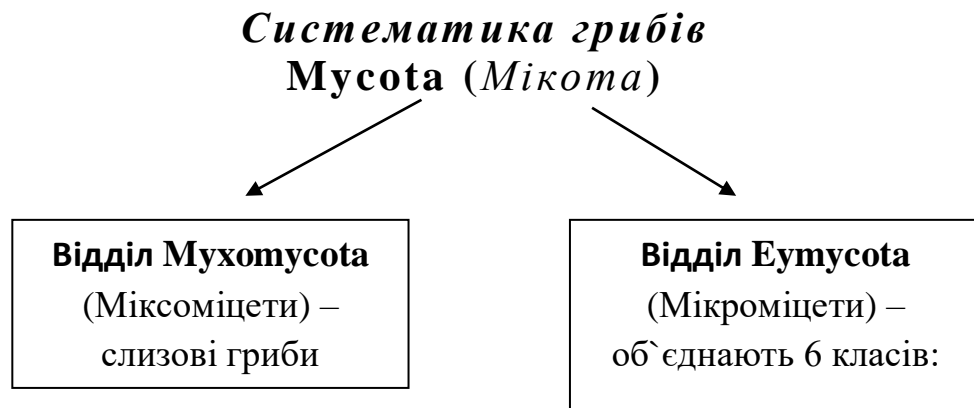 Систематика грибів
Mycota (Мікота)
Відділ Myxomycota
(Міксоміцети) –
слизові гриби
Відділ Eymycota
(Мікроміцети) –
об`єднають 6 класів: